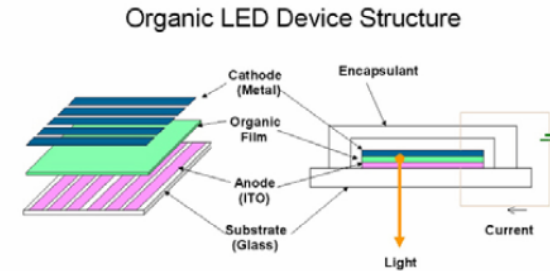 Organic LED Device Structure
Cathode
(Metal)
Encapsulant
Organic
Film
Anode
(ITO)
Substrate
(Glass)
Current
Light